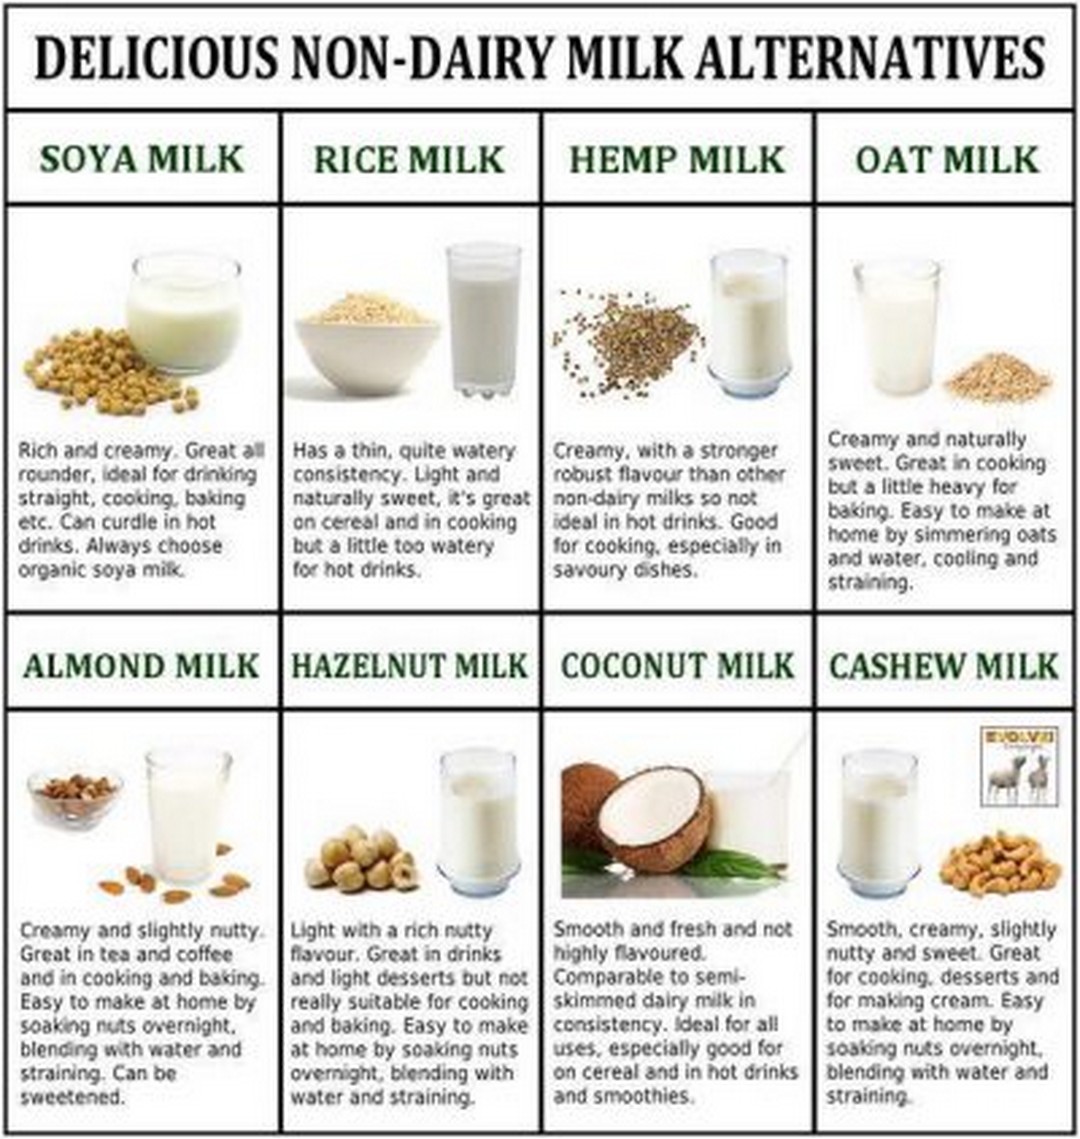 DELICIOUS NON-DAIRY MILK ALTERNATIVES
SOYA MILK
Rich and creamy. Great all
rounder, ideal for drinking
straight, cooking, baking
etc. Can curdle in hot
drinks. Always choose
organic soya milk.
RICE MILK
Has a thin, quite watery
consistency. Light and
naturally sweet, it's great
on cereal and in cooking
but a little too watery
for hot drinks.
HEMP MILK
Creamy, with a stronger
robust flavour than other
non-dairy milks so not
ideal in hot drinks. Good
for cooking, especially in
savoury dishes.
OAT MILK
Creamy and naturally
sweet. Great in cooking
but a little heavy for
baking. Easy to make at
home by simmering oats
and water, cooling and
straining.
ALMOND MILK
Creamy and slightly nutty.
Great in tea and coffee
and in cooking and baking.
Easy to make at home by
soaking nuts overnight,
blending with water and
straining. Can be
sweetened.
HAZELNUT MILK
Light with a rich nutty
flavour. Great in drinks
and light desserts but not
really suitable for cooking
and baking. Easy to make
at home by soaking nuts
overnight, blending with
water and straining.
COCONUT MILK
Smooth and fresh and not
highly flavoured.
Comparable to semi-
skimmed dairy milk in
consistency. Ideal for all
uses, especially good for
on cereal and in hot drinks
and smoothies.
CASHEW MILK
EVOLVE!
Smooth, creamy, slightly
nutty and sweet. Great
for cooking, desserts and
for making cream. Easy
to make at home by
soaking nuts overnight,
blending with water and
straining.